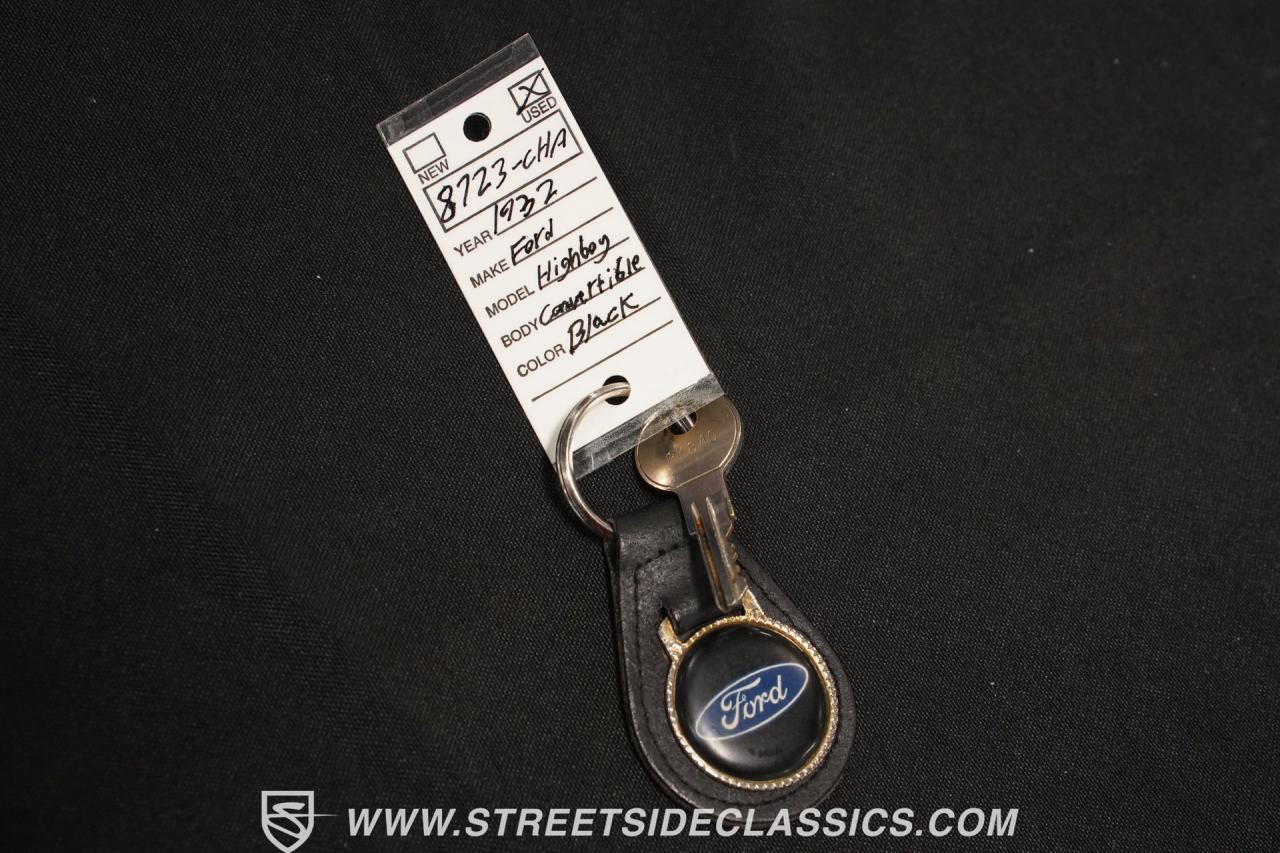 USED
NEW
8723-CHA
YEAR 1932
MAKE Ford
MODEL Highboy
BODY Convertible
COLOR Black
Ford
WWW.STREETSIDECLASSICS.COM